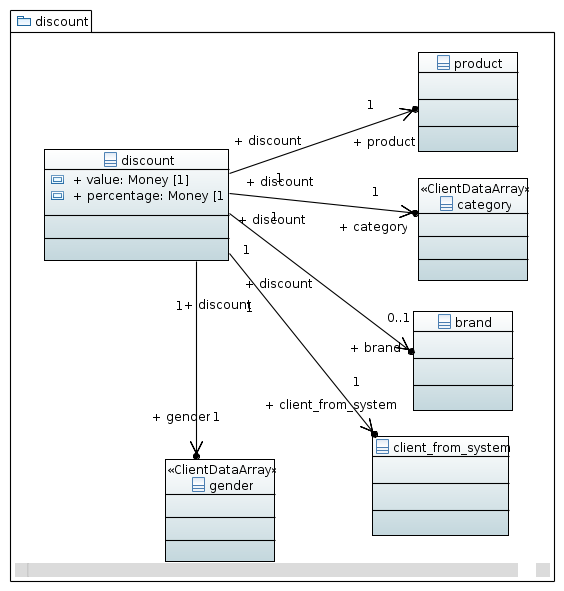 discount
product
1
+ discount
+ product
discount
+ value: Money [1]
+ percentage: Money [1
1
+ discount
«ClientDataArray»
category
1
+ category
1
+ discount
1
+ discount
0..1
brand
+ brand
1
+ discount
1
1
+ client_from_system
client_from_system
+ gender
1
«ClientDataArray»
gender